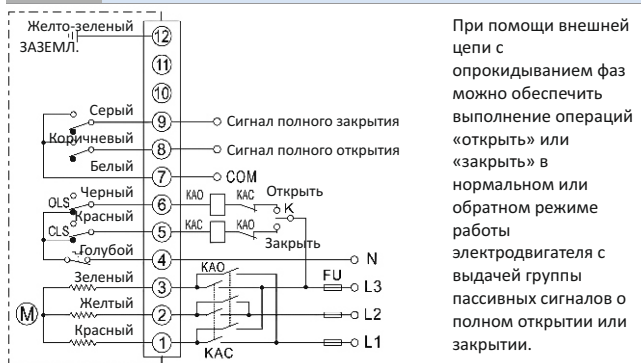 Желто-зеленый
ЗАЗЕМЛ.
12
11
10
Серый
9
Сигнал полного закрытия
Коричневый
8
Сигнал полного открытия
Белый
7
COM
Черный
OLS
6
KAO
KAC
Открыть
K
Красный
CLS
5
KAC
KAO
Закрыть
Голубой
4
N
Зеленый
3
KAO
FU
L3
M
Желтый
2
L2
Красный
1
KAC
L1
При помощи внешней
цепи с
опрокидыванием фаз
можно обеспечить
выполнение операций
«открыть» или
«закрыть» в
нормальном или
обратном режиме
работы
электродвигателя с
выдачей группы
пассивных сигналов о
полном открытии или
закрытии.